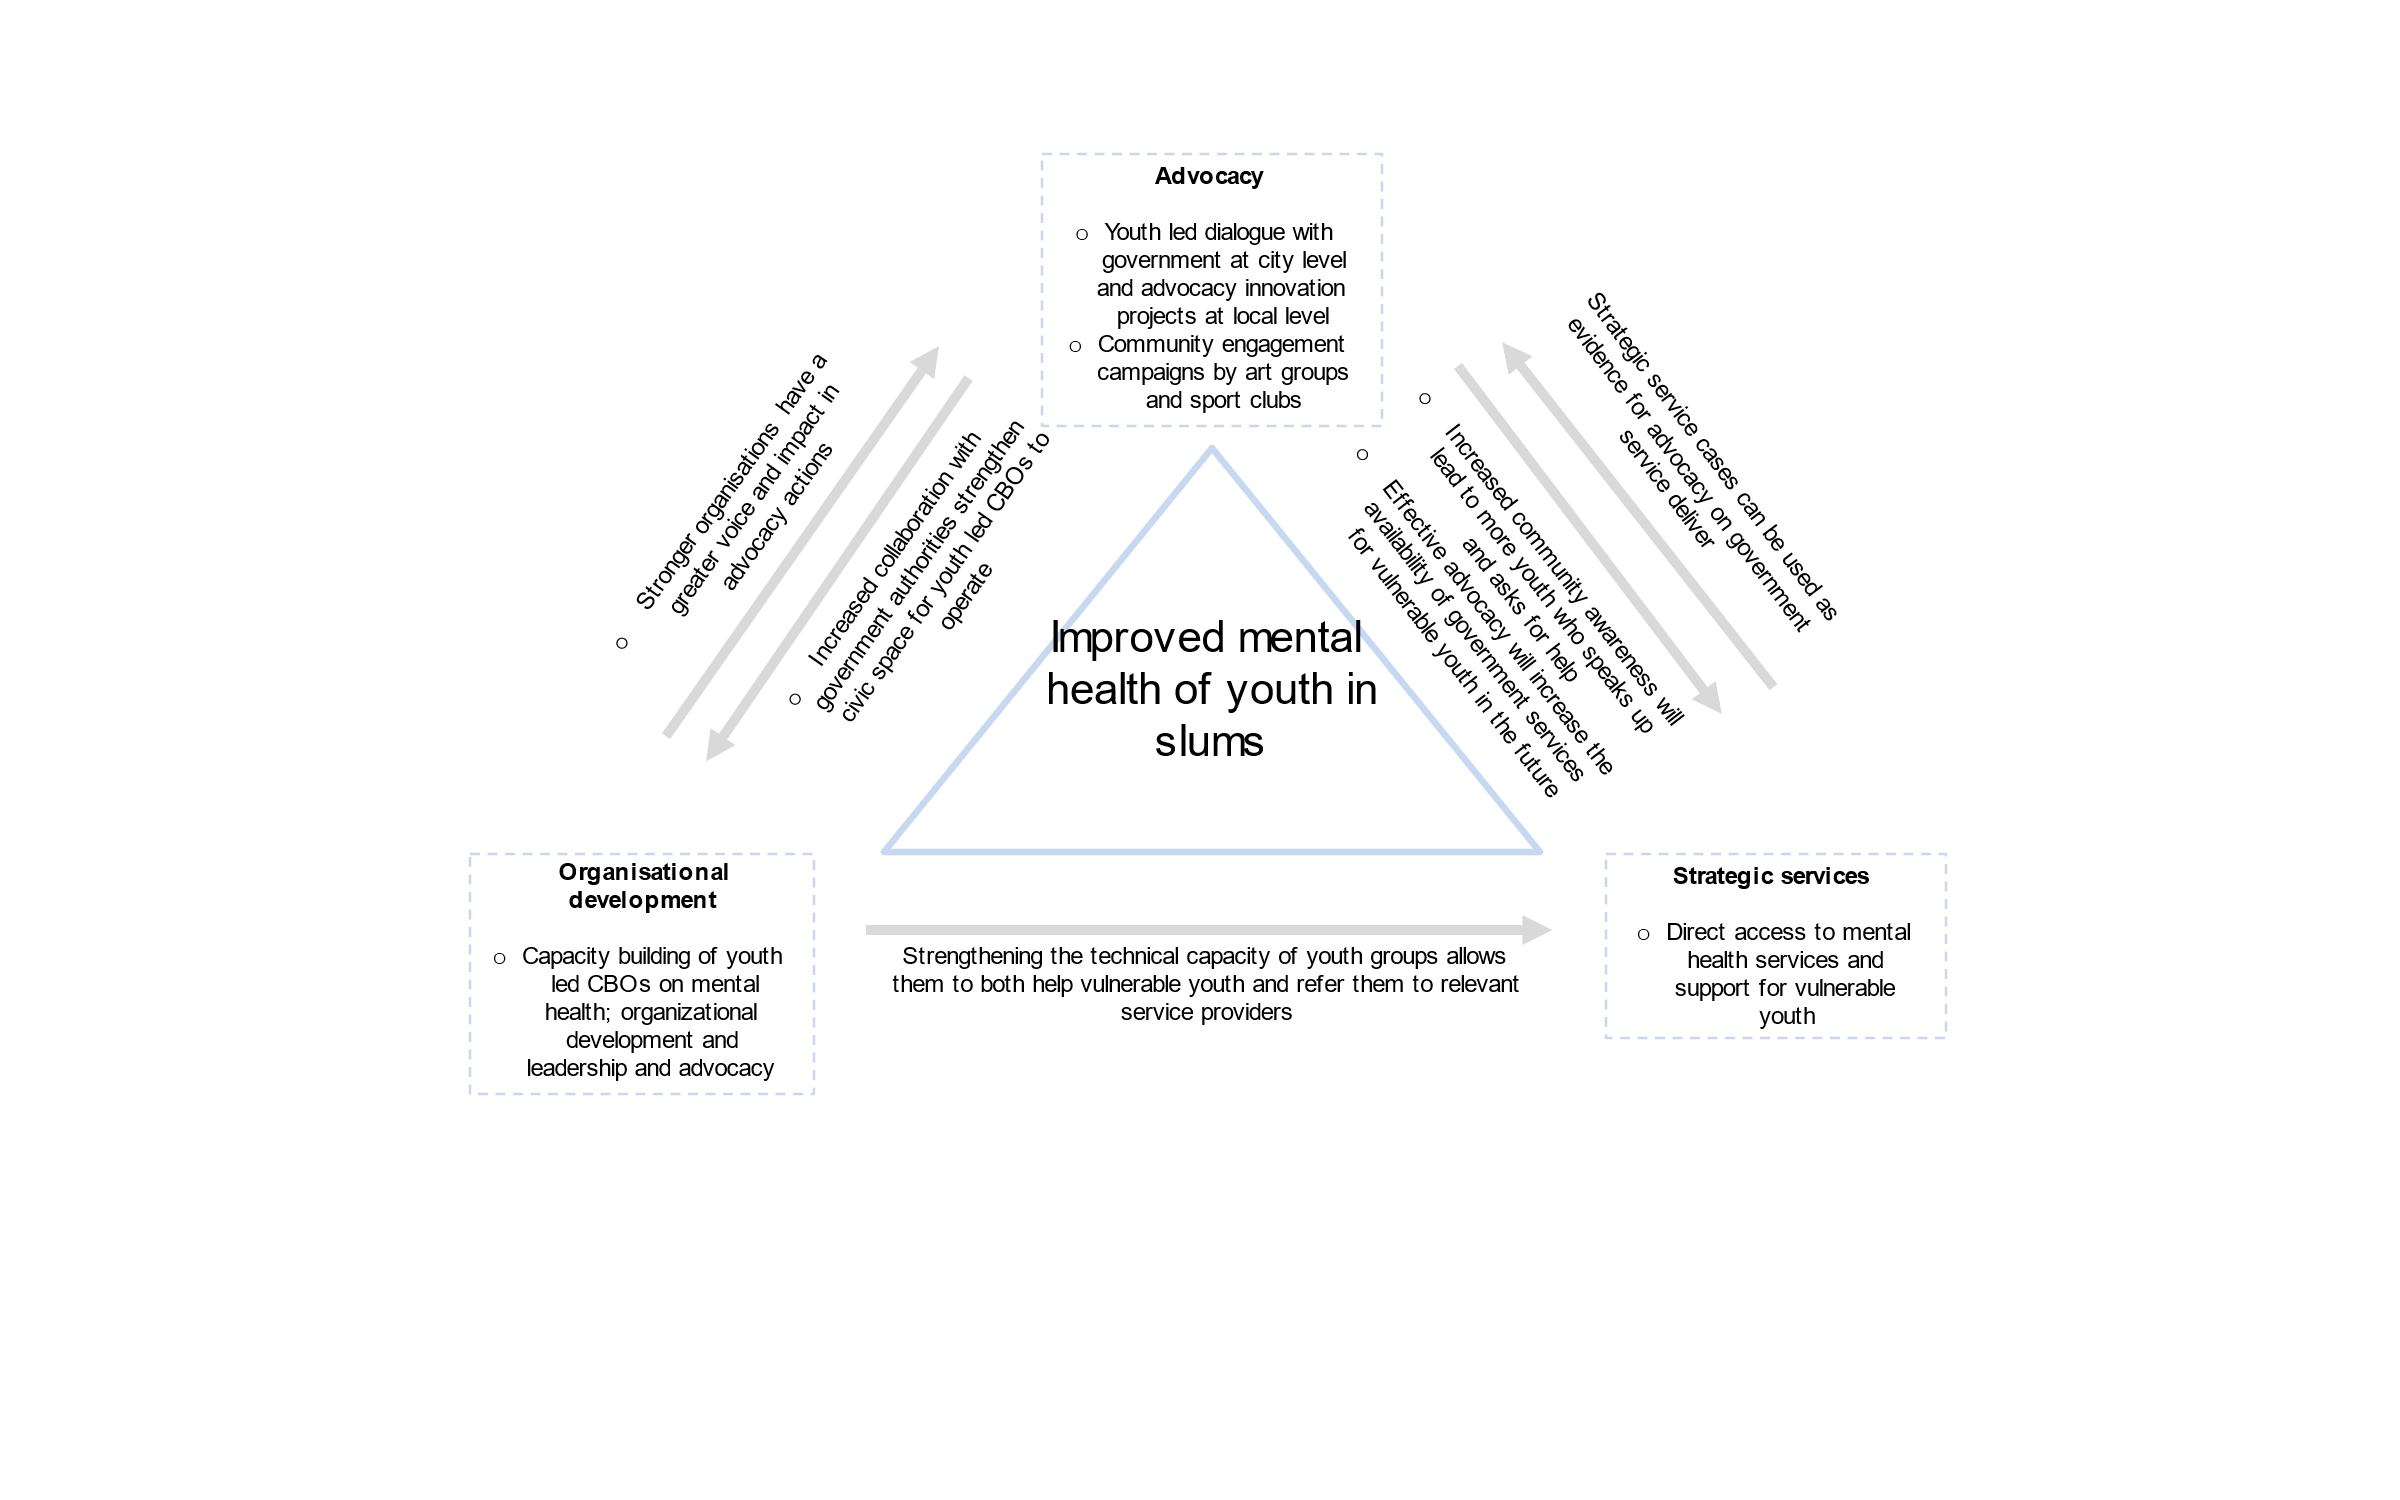 Advocacy
o Youth led dialogue with
government at city level
and advocacy innovation
projects at local level
o Community engagement
campaigns by art groups
and sport clubs
o Stronger organisations have a
greater voice and impact in
advocacy actions
o Increased collaboration with
government authorities strengthen
civic space for youth led CBOs to
operate
Improved mental
health of youth in
slums
o Increased community awareness will
lead to more youth who speaks up
and asks for help
o Effective advocacy will increase the
availability of government services
for vulnerable youth in the future
Strategic service cases can be used as
evidence for advocacy on government
service deliver
Organisational
development
o Capacity building of youth
led CBOs on mental
health; organizational
development and
leadership and advocacy
Strengthening the technical capacity of youth groups allows
them to both help vulnerable youth and refer them to relevant
service providers
Strategic services
o Direct access to mental
health services and
support for vulnerable
youth